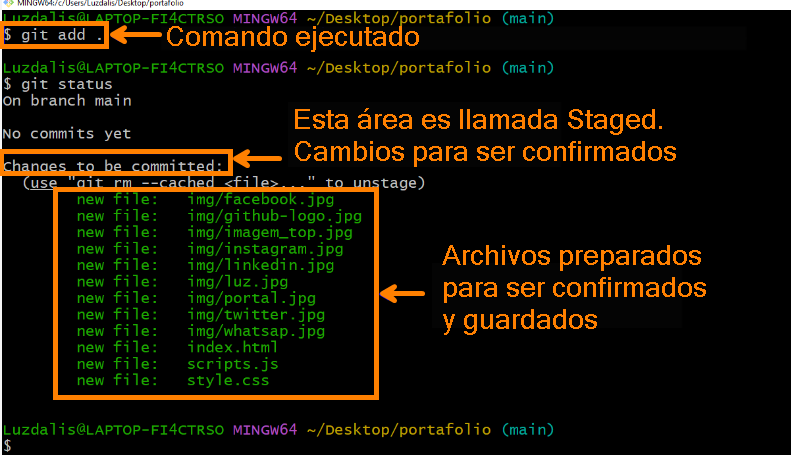 MINGW64:/c/Users/Luzdalis/Desktop/portafolio
Luzdalis@LAPTOP-FI4CTRSO MINGW64 ~/Desktop/portafolio (main)
$ git add .
Comando ejecutado
Luzdalis@LAPTOP-FI4CTRSO MINGW64 ~/Desktop/portafolio (main)
$ git status
On branch main
No commits yet
Esta área es llamada Staged.
Cambios para ser confirmados
Changes to be committed:
(use "git rm --cached <file>..." to unstage)
new file: img/facebook.jpg
new file: img/github-logo.jpg
new file: img/imagem_top.jpg
new file: img/instagram.jpg
new file: img/linkedin.jpg
new file: img/luz.jpg
new file: img/portal.jpg
new file: img/twitter.jpg
new file: img/whatsap.jpg
new file: index.html
new file: scripts.js
new file: style.css
Archivos preparados
para ser confirmados
y guardados
Luzdalis@LAPTOP-FI4CTRSO MINGW64 ~/Desktop/portafolio (main)
$